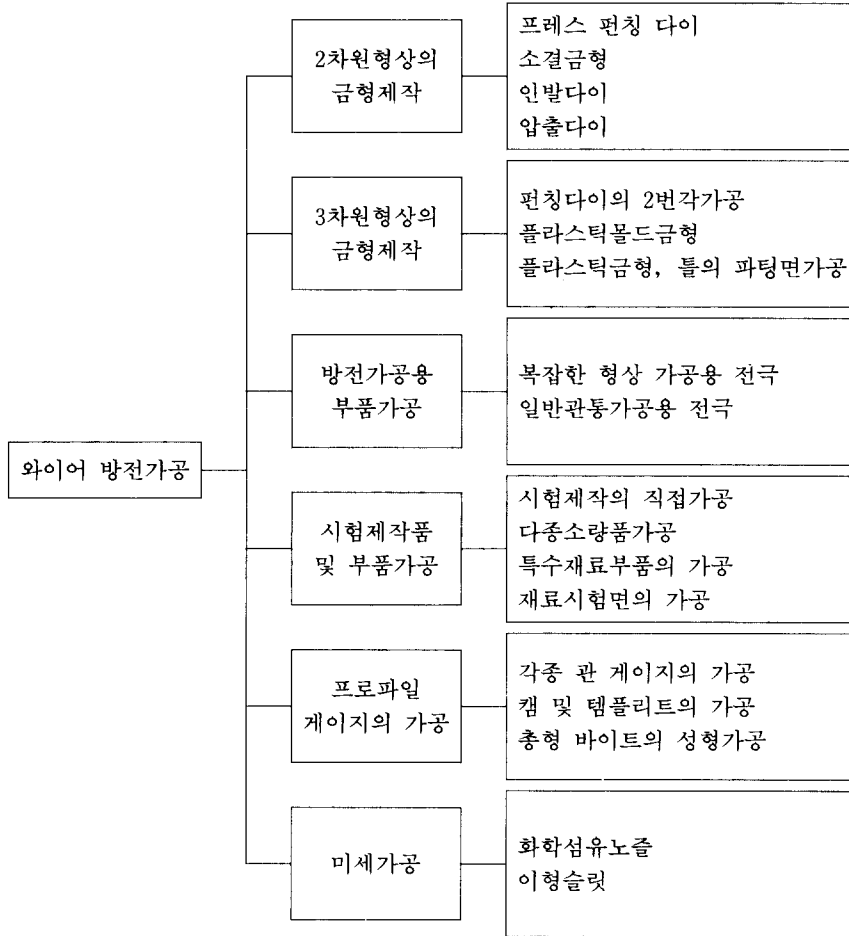 와이어 방전가공
2차원형상의
금형제작
프레스 펀칭 다이
소결금형
인발다이
압출다이
3차원형상의
금형제작
펀칭다이의 2번각가공
플라스틱몰드금형
플라스틱금형, 틀의 파팅면가공
방전가공용
부품가공
복잡한 형상 가공용 전극
일반관통가공용 전극
시험제작품
및 부품가공
시험제작의 직접가공
다종소량품가공
특수재료부품의 가공
재료시험면의 가공
프로파일
게이지의 가공
각종 관 게이지의 가공
캠 및 템플리트의 가공
총형 바이트의 성형가공
미세가공
화학섬유노즐
이형슬릿